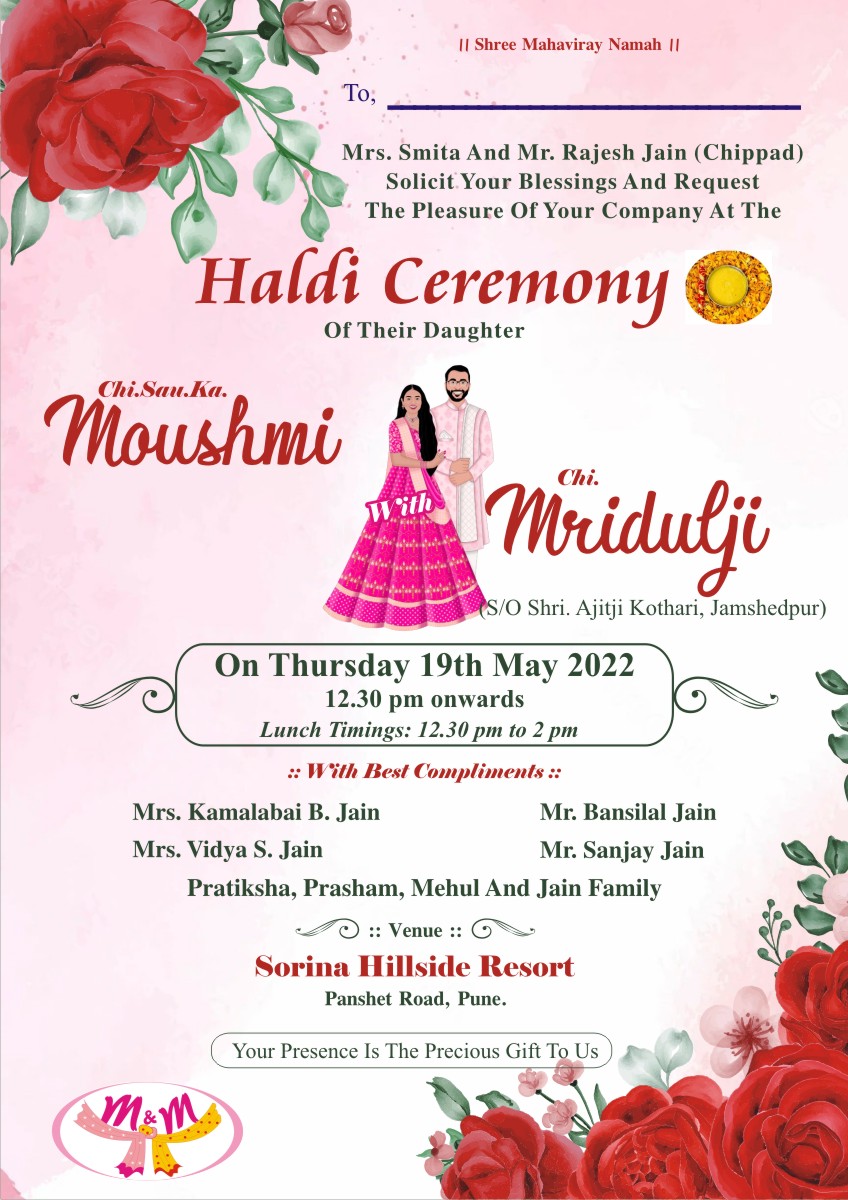 || Shree Mahaviray Namah ||
To,
Mrs. Smita And Mr. Rajesh Jain (Chippad)
Solicit Your Blessings And Request
The Pleasure Of Your Company At The
Haldi Ceremony
Of Their Daughter
Chi.Sau.Ka.
Moushmi
With
Chi.
Mridulji
(S/O Shri. Ajitji Kothari, Jamshedpur)
On Thursday 19th May 2022
12.30 pm onwards
Lunch Timings: 12.30 pm to 2 pm
:: With Best Compliments ::
Mrs. Kamalabai B. Jain Mr. Bansilal Jain
Mrs. Vidya S. Jain Mr. Sanjay Jain
Pratiksha, Prasham, Mehul And Jain Family
:: Venue ::
Sorina Hillside Resort
Panshet Road, Pune.
Your Presence Is The Precious Gift To Us
M & M